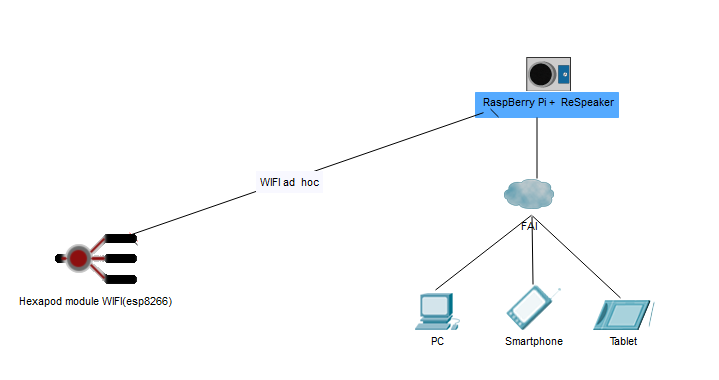 RaspBerry Pi + ReSpeaker
WIFI ad hoc
FAI
Hexapod module WIFI(esp8266)
PC
Smartphone
Tablet